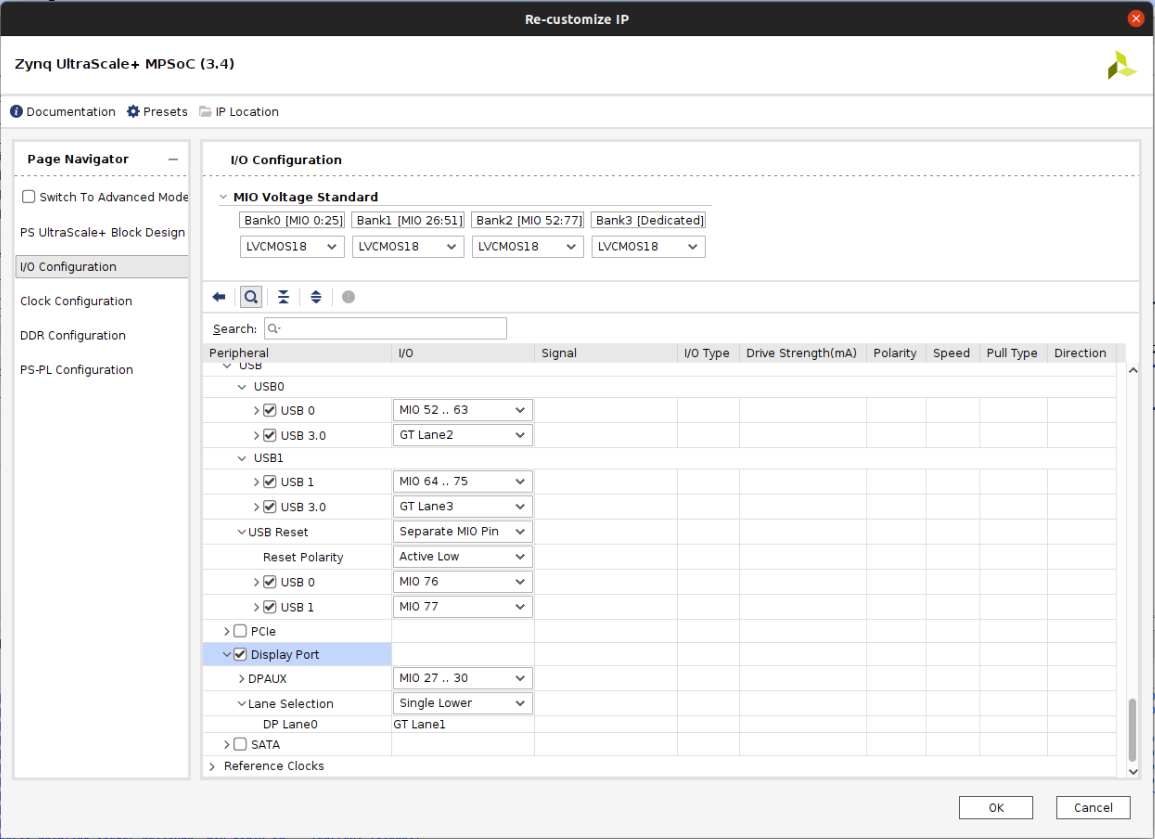 Re-customize IP
Zynq UltraScale+ MPSoC (3.4)
Documentation Presets IP Location
Page Navigator
Switch To Advanced Mode
PS UltraScale+ Block Design
I/O Configuration
Clock Configuration
DDR Configuration
PS-PL Configuration
I/O Configuration
MIO Voltage Standard
Bank0 [MIO 0:25] Bank1 [MIO 26:51] Bank2 [MIO 52:77] Bank3 [Dedicated]
LVCMOS18 LVCMOS18 LVCMOS18 LVCMOS18
Search:
Peripheral I/O Signal I/O Type Drive Strength(mA) Polarity Speed Pull Type Direction
USB
USB0
USB 0 MIO 52 .. 63
USB 3.0 GT Lane2
USB1
USB 1 MIO 64 .. 75
USB 3.0 GT Lane3
USB Reset Separate MIO Pin
Reset Polarity Active Low
USB 0 MIO 76
USB 1 MIO 77
PCIe
Display Port
DPAUX MIO 27 .. 30
Lane Selection Single Lower
DP Lane0 GT Lane1
SATA
Reference Clocks
OK Cancel